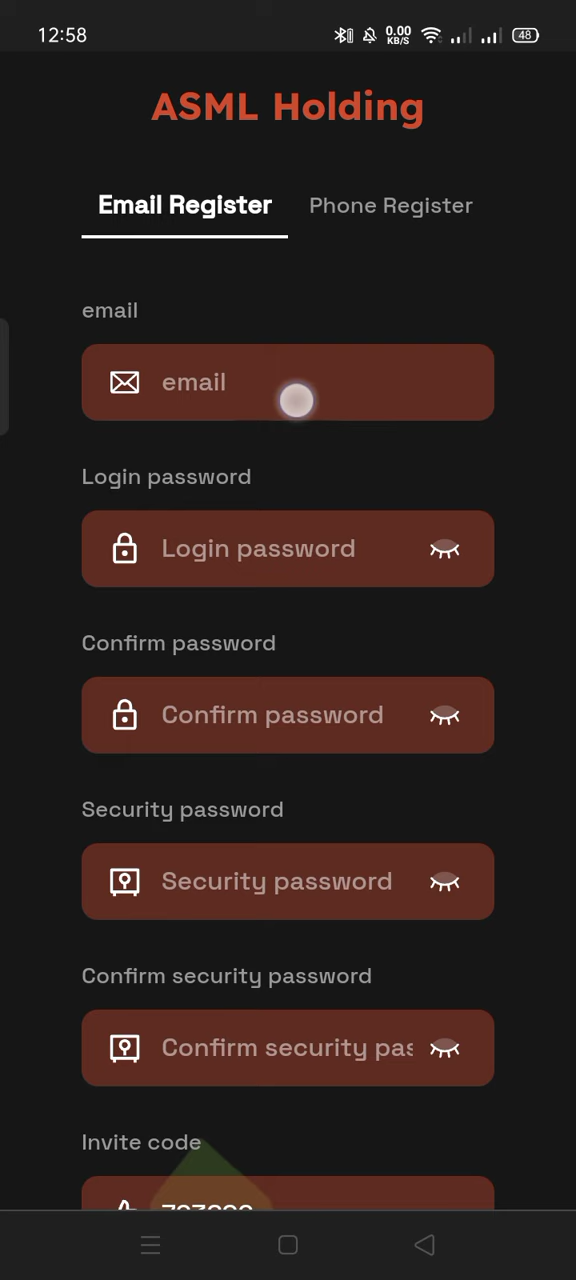 12:58
0.00
KB/S
48
ASML Holding
Email Register
Phone Register
email
email
Login password
Login password
Confirm password
Confirm password
Security password
Security password
Confirm security password
Confirm security pas
Invite code